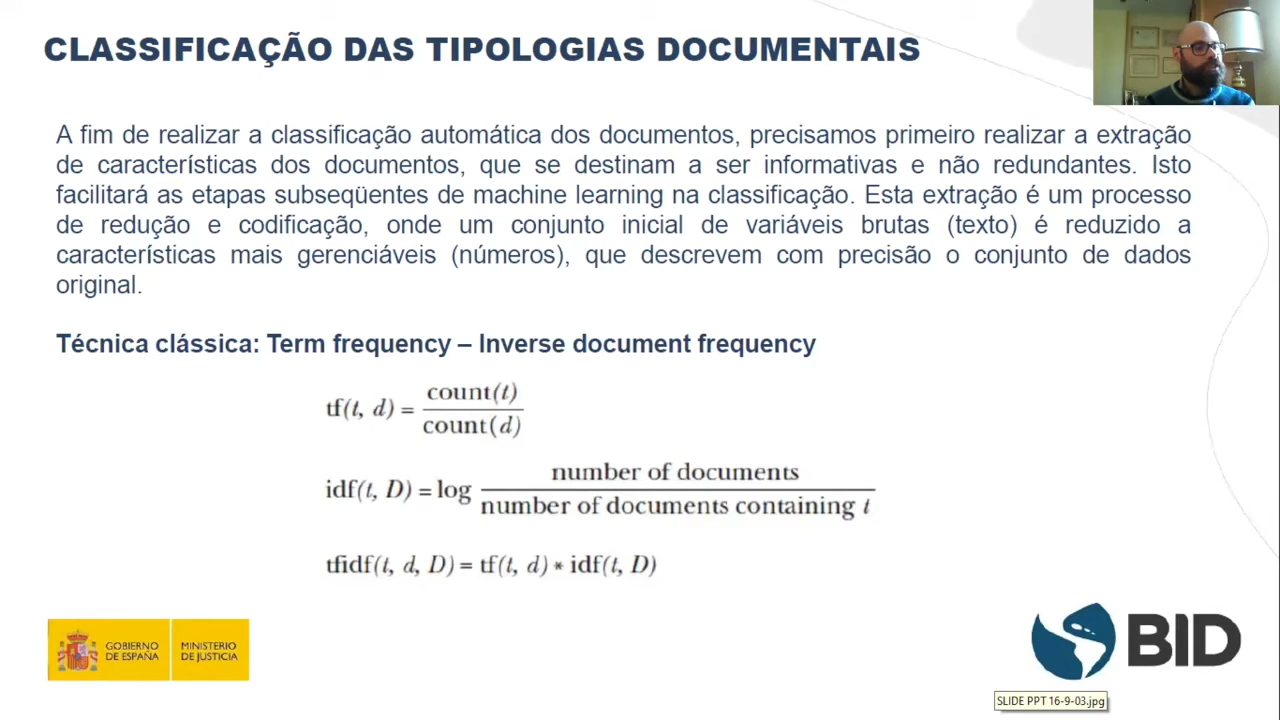 CLASSIFICAÇÃO DAS TIPOLOGIAS DOCUMENTAIS
A fim de realizar a classificação automática dos documentos, precisamos primeiro realizar a extração
de características dos documentos, que se destinam a ser informativas e não redundantes. Isto
facilitará as etapas subseqüentes de machine learning na classificação. Esta extração é um processo
de redução e codificação, onde um conjunto inicial de variáveis brutas (texto) é reduzido a
características mais gerenciáveis (números), que descrevem com precisão o conjunto de dados
original.
Técnica clássica: Term frequency – Inverse document frequency
tf(t, d) = count(t) / count(d)
idf(t, D) = log number of documents / number of documents containing t
tfidf(t, d, D) = tf(t, d) * idf(t, D)
GOBIERNO
DE ESPAÑA
MINISTERIO
DE JUSTICIA
BID
SLIDE PPT 16-9-03.jpg